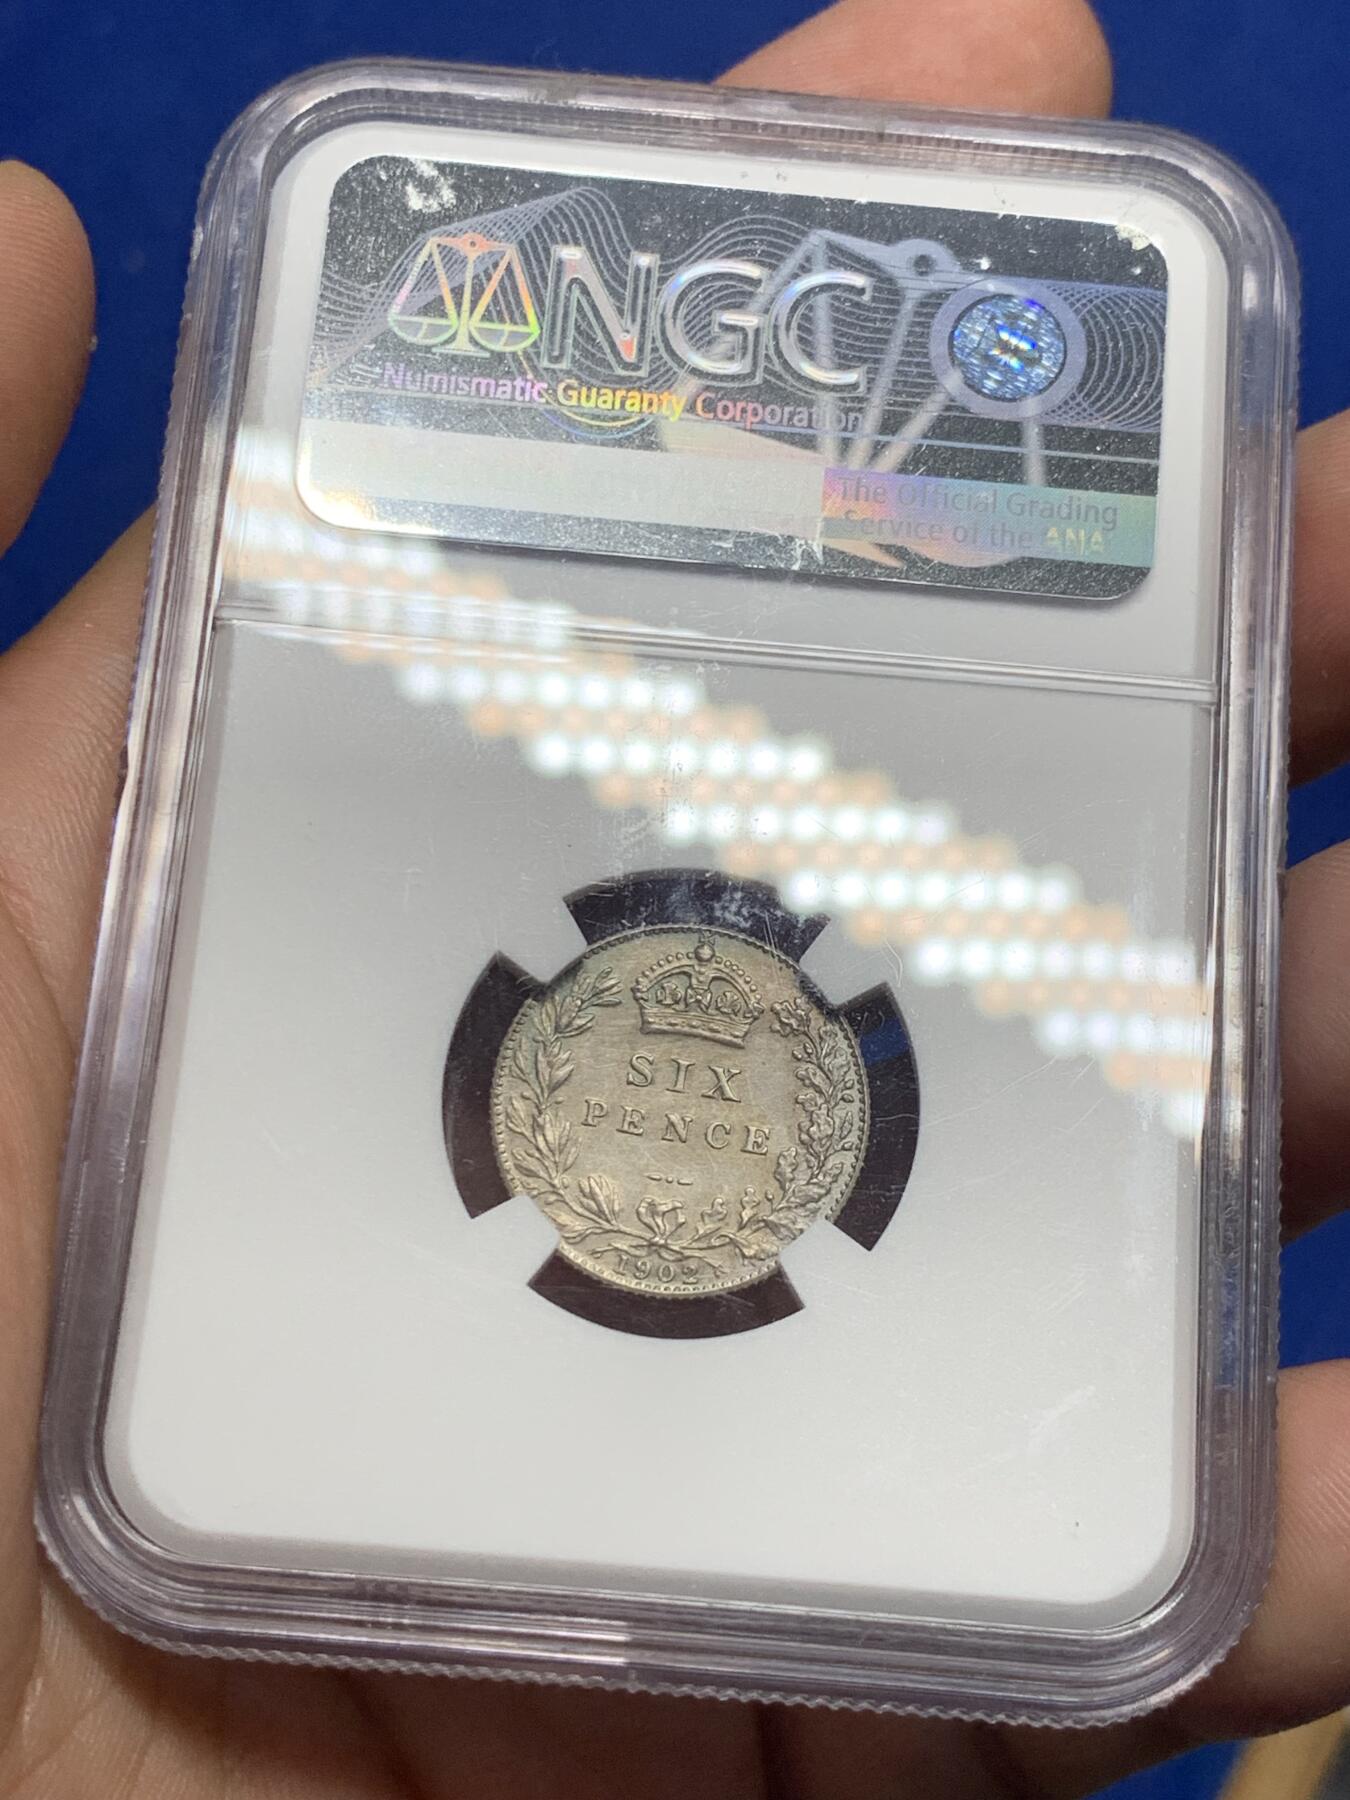 NGC
Numismatic Guaranty Corporation
The Official Grading
Service of the ANA
SIX
PENCE
1902